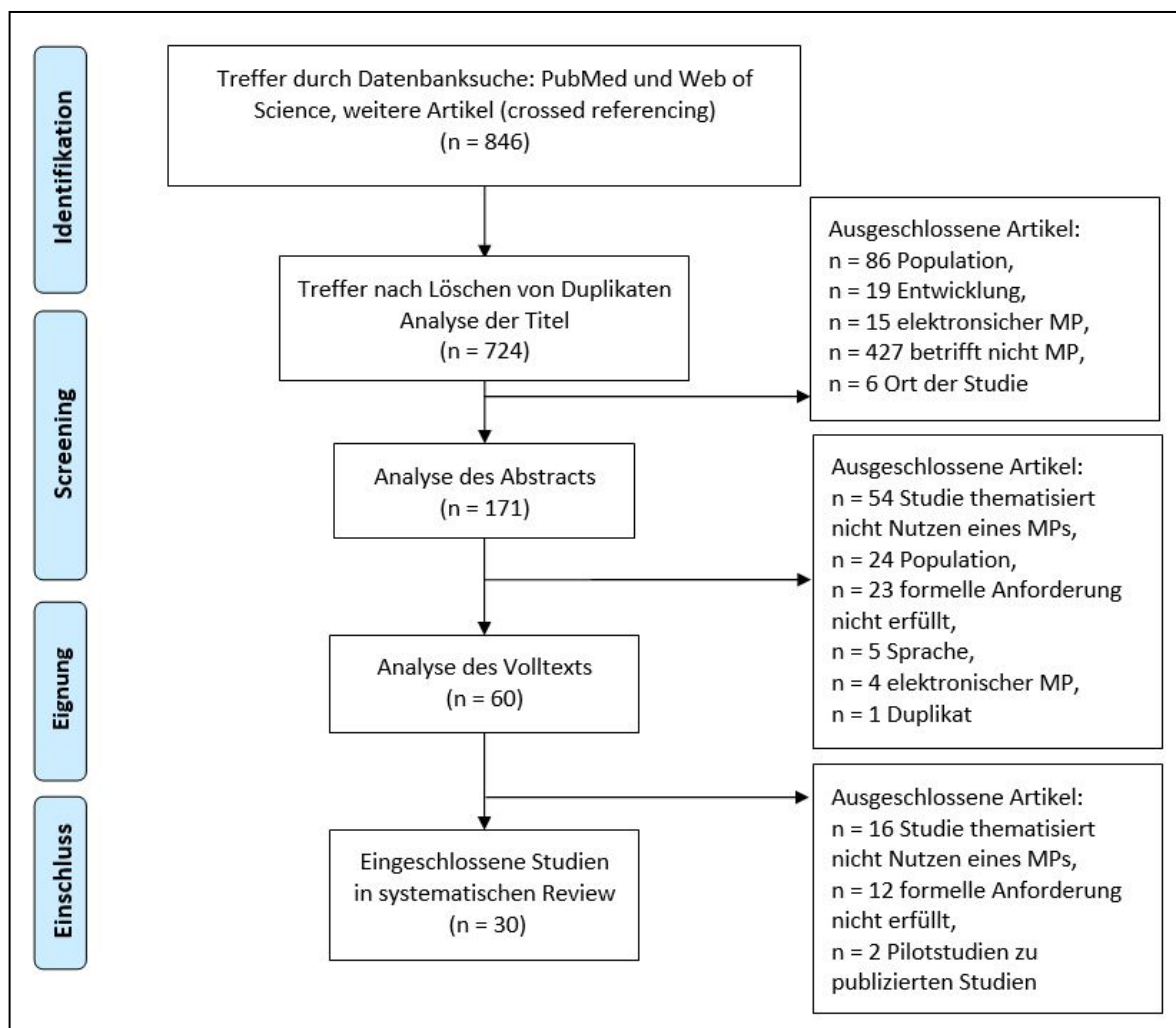 Identifikation
Treffer durch Datenbanksuche: PubMed und Web of
Science, weitere Artikel (crossed referencing)
(n = 846)
Treffer nach Löschen von Duplikaten
Analyse der Titel
(n = 724)
Ausgeschlossene Artikel:
n = 86 Population,
n = 19 Entwicklung,
n = 15 elektronsicher MP,
n = 427 betrifft nicht MP,
n = 6 Ort der Studie
Screening
Analyse des Abstracts
(n = 171)
Ausgeschlossene Artikel:
n = 54 Studie thematisiert
nicht Nutzen eines MPs,
n = 24 Population,
n = 23 formelle Anforderung
nicht erfüllt,
n = 5 Sprache,
n = 4 elektronischer MP,
n = 1 Duplikat
Eignung
Analyse des Volltexts
(n = 60)
Einschluss
Eingeschlossene Studien
in systematischen Review
(n = 30)
Ausgeschlossene Artikel:
n = 16 Studie thematisiert
nicht Nutzen eines MPs,
n = 12 formelle Anforderung
nicht erfüllt,
n = 2 Pilotstudien zu
publizierten Studien